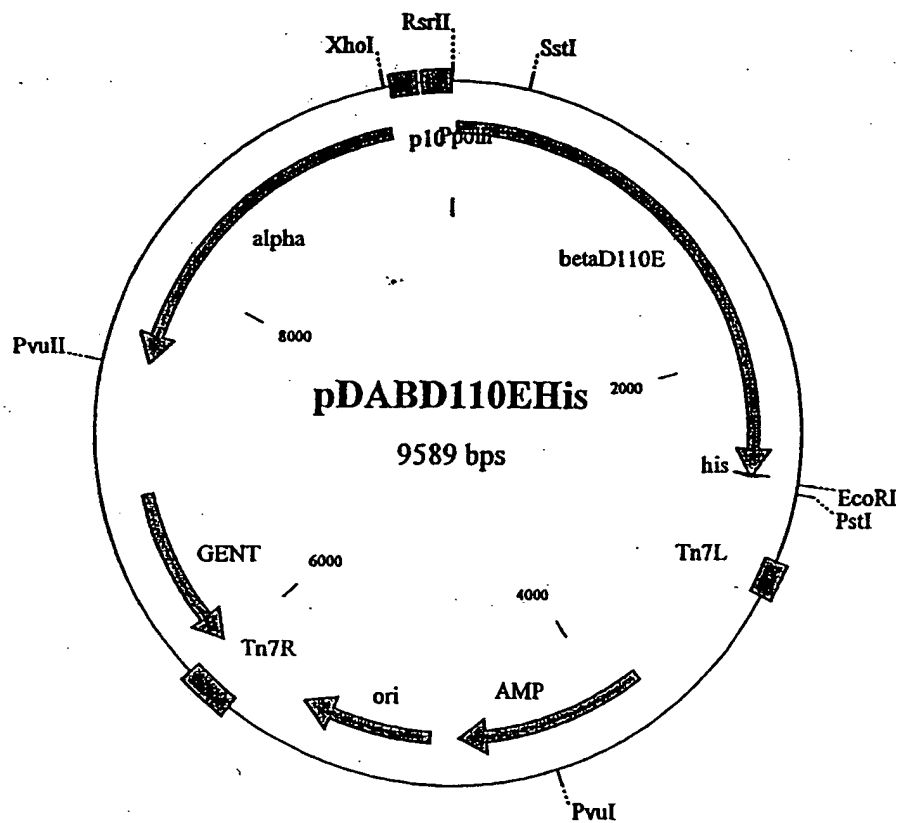 RsrII
XhoI
SstI
p10
Ppolh
alpha
betaD110E
PvuII
8000
2000
pDABD110EHis
9589 bps
his
EcoRI
PstI
GENT
6000
Tn7L
4000
Tn7R
ori
AMP
PvuI